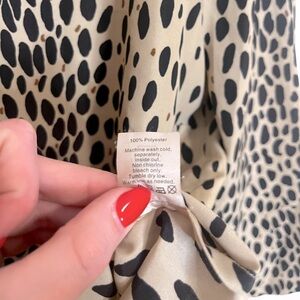 100% Polyester
Machine wash cold,
separately,
inside out.
Non chlorine
bleach only.
Tumble dry low.
Warm iron as needed.